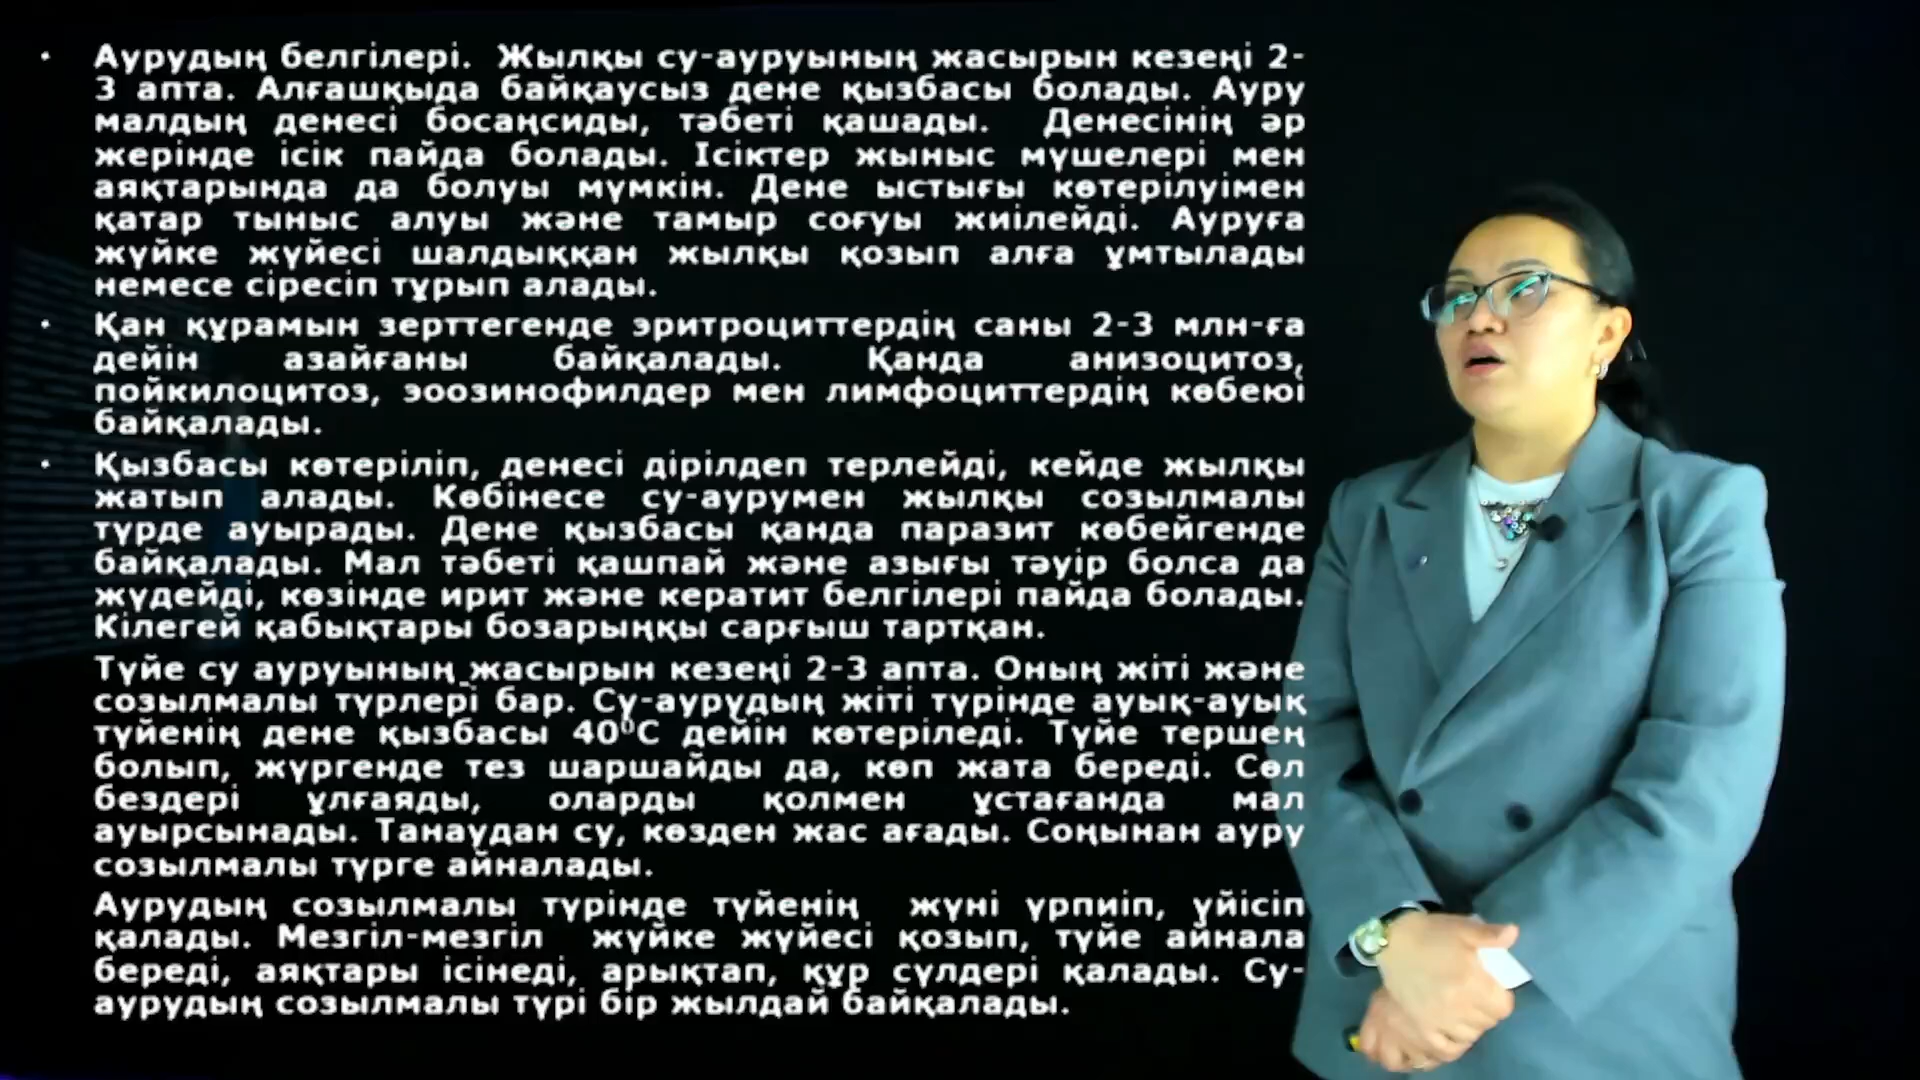 • Аурудың белгілері. Жылқы су-ауруының жасырын кезеңі 2-
3 апта. Алғашқыда байқаусыз дене қызбасы болады. Ауру
малдың денесі босаңсиды, тәбеті қашады. Денесінің әр
жерінде ісік пайда болады. Ісіктер жыныс мүшелері мен
аяқтарында да болуы мүмкін. Дене ыстығы көтерілуімен
қатар тыныс алуы және тамыр соғуы жиілейді. Ауруға
жүйке жүйесі шалдыққан жылқы қозып алға ұмтылады
немесе сіресіп тұрып алады.
• Қан құрамын зерттегенде эритроциттердің саны 2-3 млн-ға
дейін азайғаны байқалады. Қанда анизоцитоз,
пойкилоцитоз, эоозинофилдер мен лимфоциттердің көбеюі
байқалады.
• Қызбасы көтеріліп, денесі дірілдеп терлейді, кейде жылқы
жатып алады. Көбінесе су-аурумен жылқы созылмалы
түрде ауырады. Дене қызбасы қанда паразит көбейгенде
байқалады. Мал тәбеті қашпай және азығы тәуір болса да
жүдейді, көзінде ирит және кератит белгілері пайда болады.
Кілегей қабықтары бозарыңқы сарғыш тартқан.
Түйе су ауруының жасырын кезеңі 2-3 апта. Оның жіті және
созылмалы түрлері бар. Су-аурудың жіті түрінде ауық-ауық
түйенің дене қызбасы 40⁰С дейін көтеріледі. Түйе тершең
болып, жүргенде тез шаршайды да, көп жата береді. Сөл
бездері ұлғаяды, оларды қолмен ұстағанда мал
ауырсынады. Танаудан су, көзден жас ағады. Соңынан ауру
созылмалы түрге айналады.
Аурудың созылмалы түрінде түйенің жүні үрпиіп, үйісіп
қалады. Мезгіл-мезгіл жүйке жүйесі қозып, түйе айнала
береді, аяқтары ісінеді, арықтап, құр сүлдері қалады. Су-
аурудың созылмалы түрі бір жылдай байқалады.